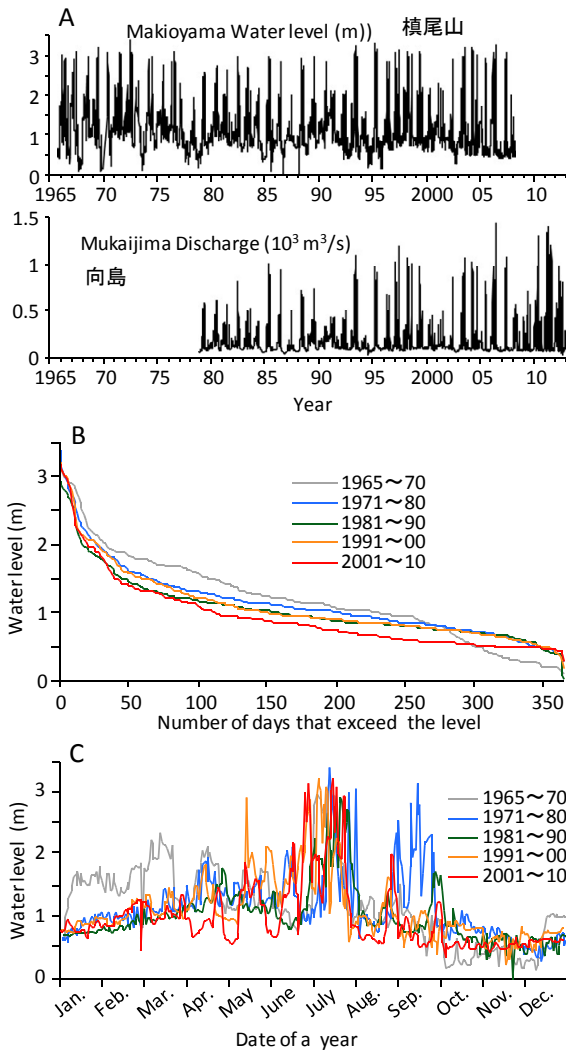 A
Makioyama Water level (m))
槙尾山
3
2
1
0
1965 70 75 80 85 90 95 2000 05 10
Mukaijima Discharge (10³ m³/s)
向島
1.5
1
0.5
0
1965 70 75 80 85 90 95 2000 05 10
Year
B
Water level (m)
3
2
1
0
1965～70
1971～80
1981～90
1991～00
2001～10
0 50 100 150 200 250 300 350
Number of days that exceed the level
C
Water level (m)
3
2
1
0
1965～70
1971～80
1981～90
1991～00
2001～10
Jan. Feb. Mar. Apr. May June July Aug. Sep. Oct. Nov. Dec.
Date of a year